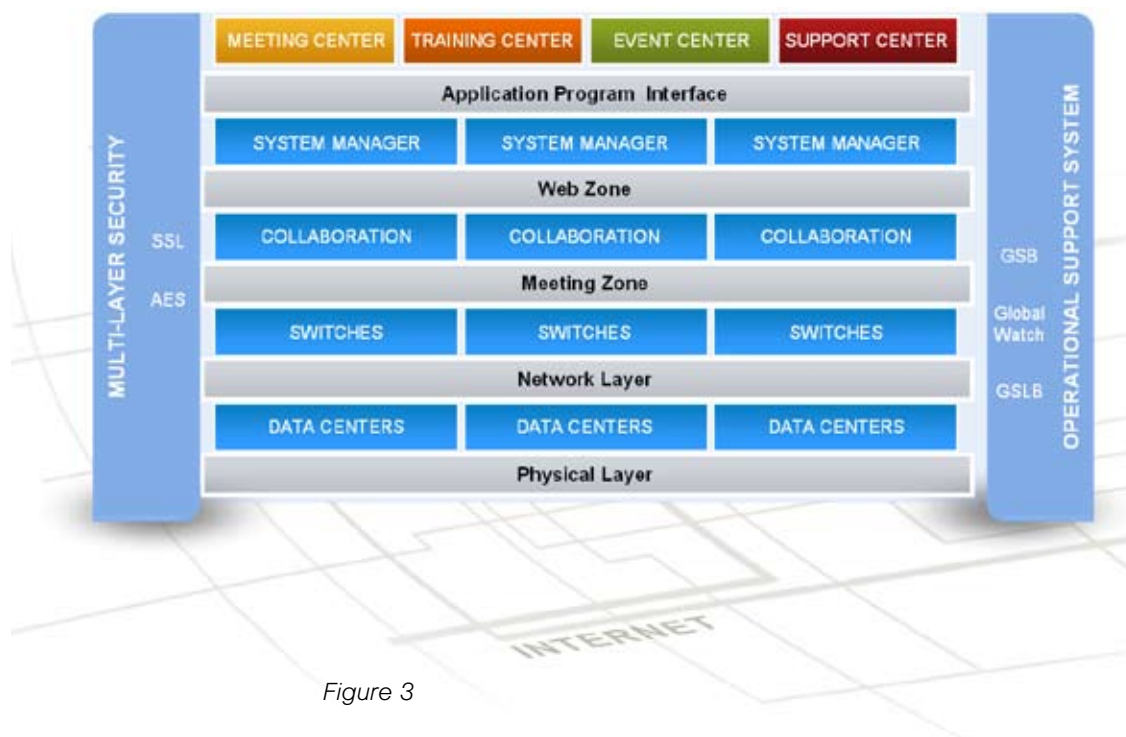 MEETING CENTER TRAINING CENTER EVENT CENTER SUPPORT CENTER
Application Program Interface
SYSTEM MANAGER SYSTEM MANAGER SYSTEM MANAGER
Web Zone
COLLABORATION COLLABORATION COLLABORATION
Meeting Zone
SWITCHES SWITCHES SWITCHES
Network Layer
DATA CENTERS DATA CENTERS DATA CENTERS
Physical Layer
MULTI-LAYER SECURITY
SSL
AES
GSB
Global
Watch
GSLB
OPERATIONAL SUPPORT SYSTEM
INTERNET
Figure 3